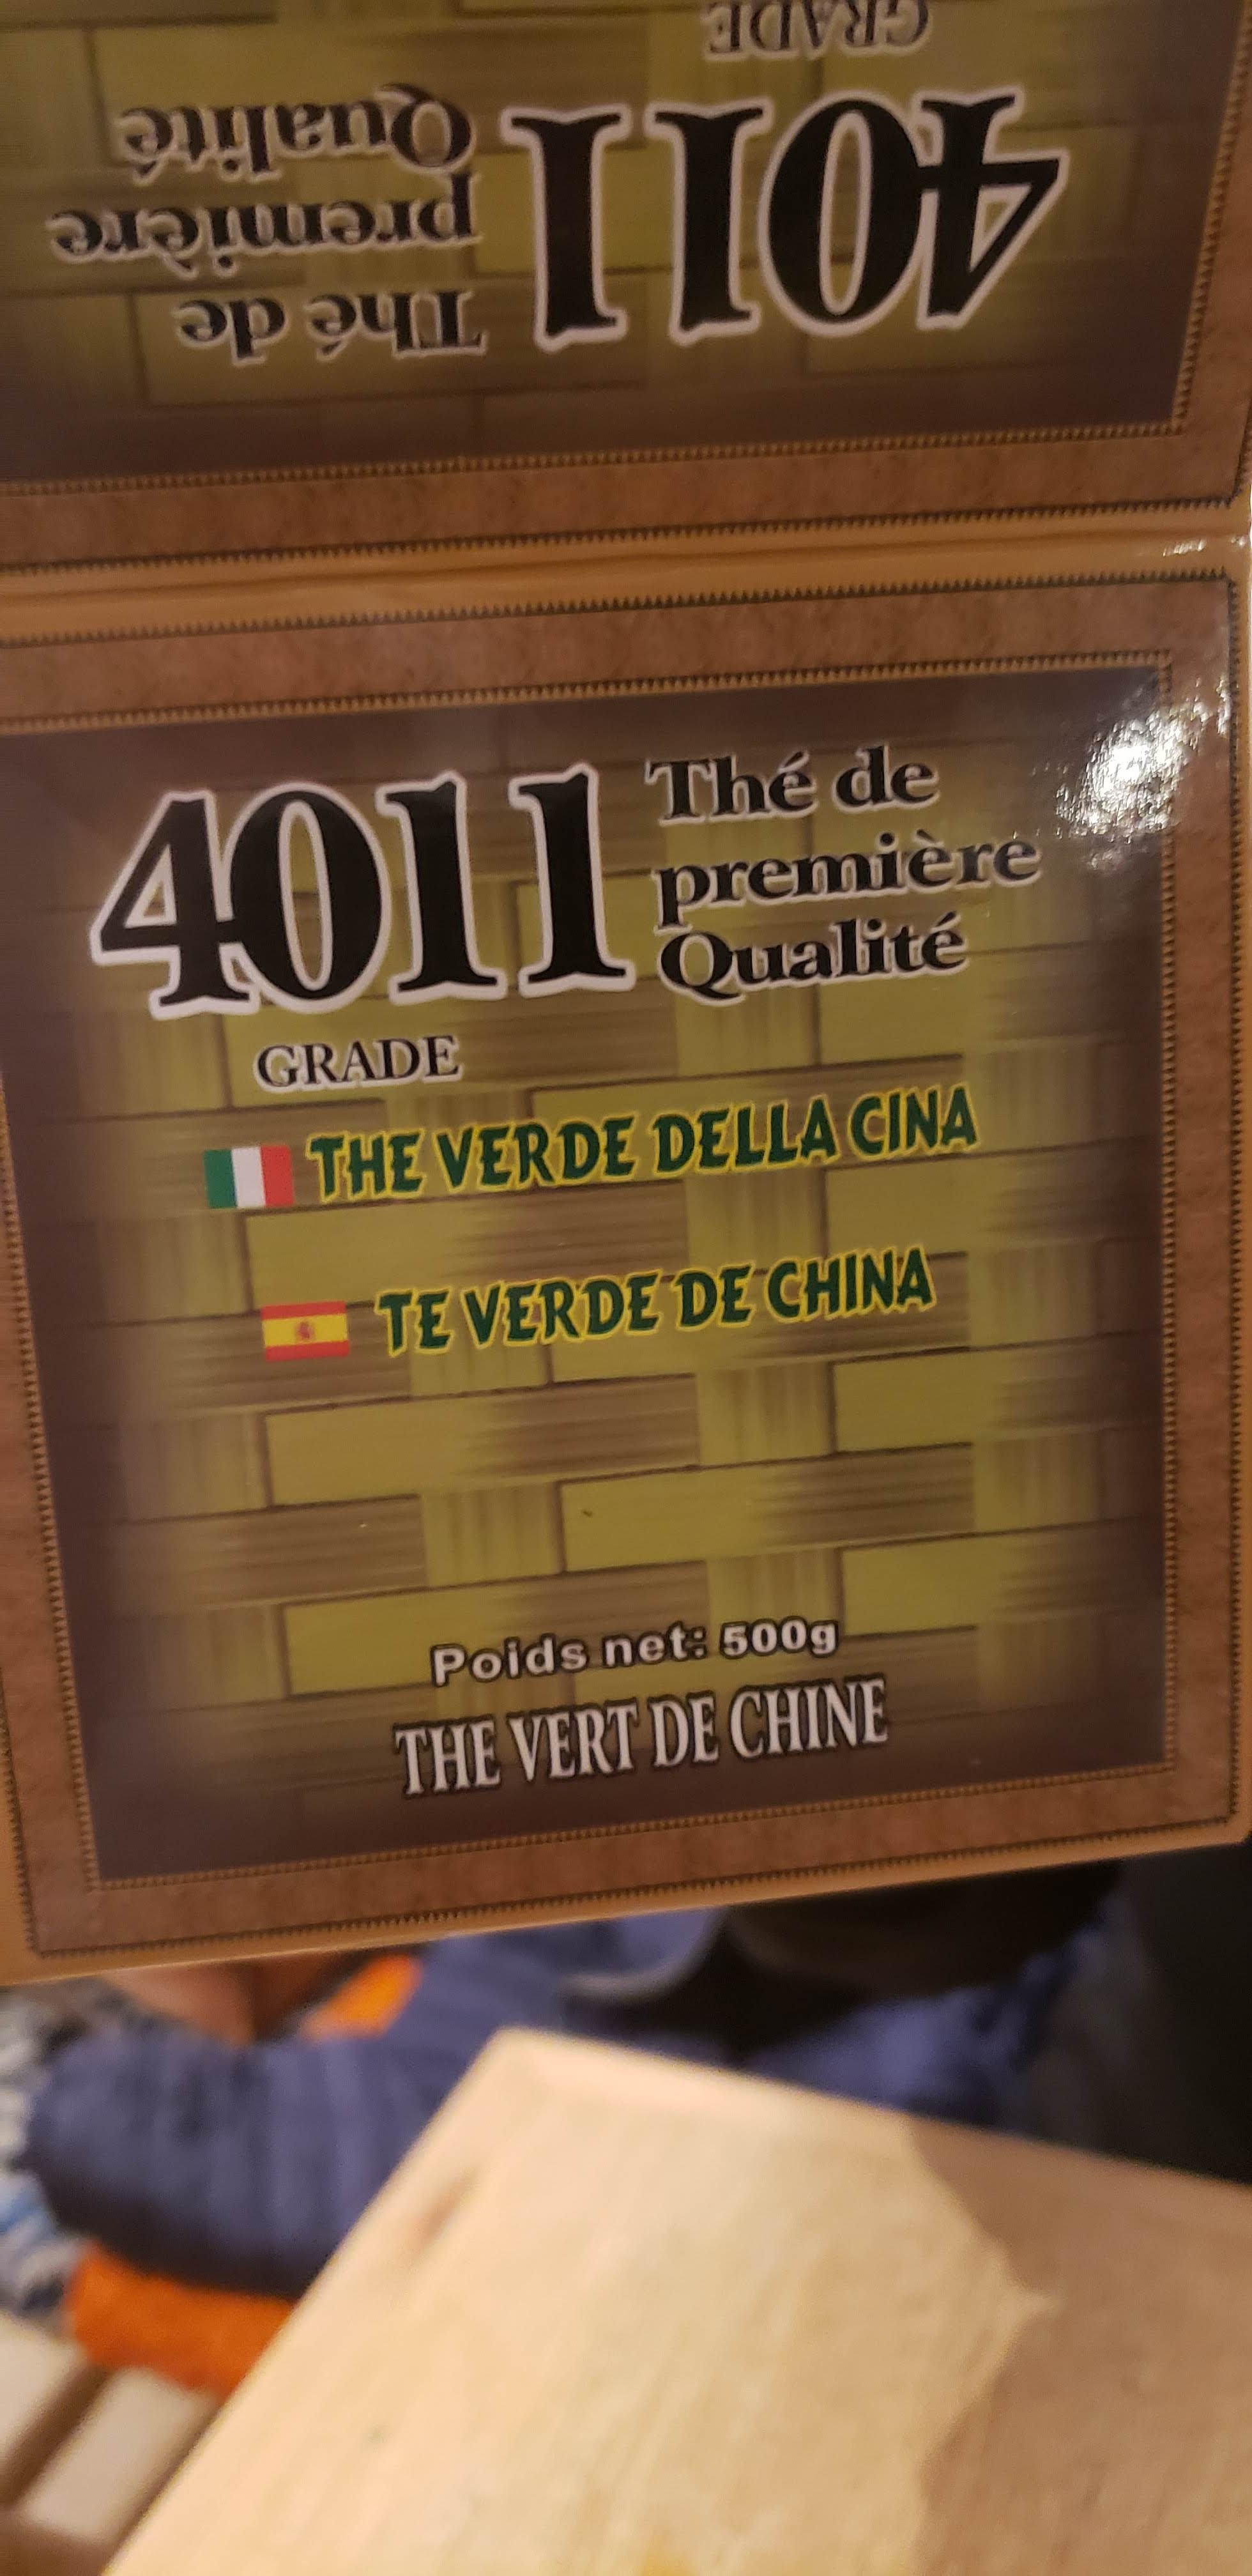 GRADE
4011
Thé de
première
Qualité
4011
Thé de
première
Qualité
GRADE
THE VERDE DELLA CINA
TE VERDE DE CHINA
Poids net: 500g
THE VERT DE CHINE